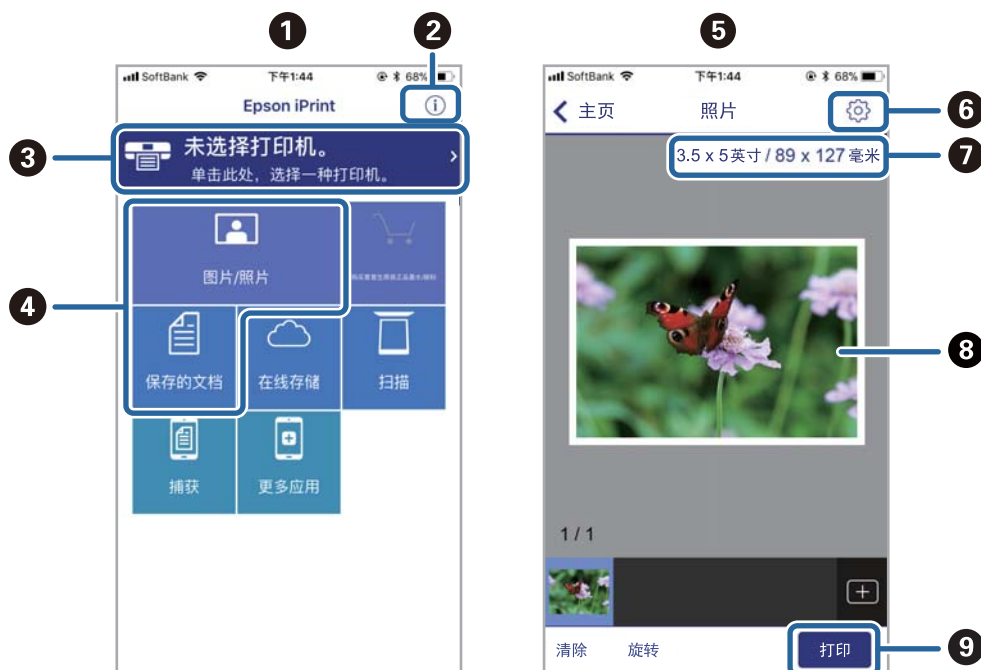 1
2
SoftBank 下午1:44 68%
Epson iPrint
3
未选择打印机。
单击此处，选择一种打印机。
4
图片/照片
保存的文档
在线存储
扫描
捕获
更多应用
5
SoftBank 下午1:44 68%
主页 照片
6
3.5 x 5英寸 / 89 x 127 毫米
7
8
1 / 1
清除 旋转 打印
9